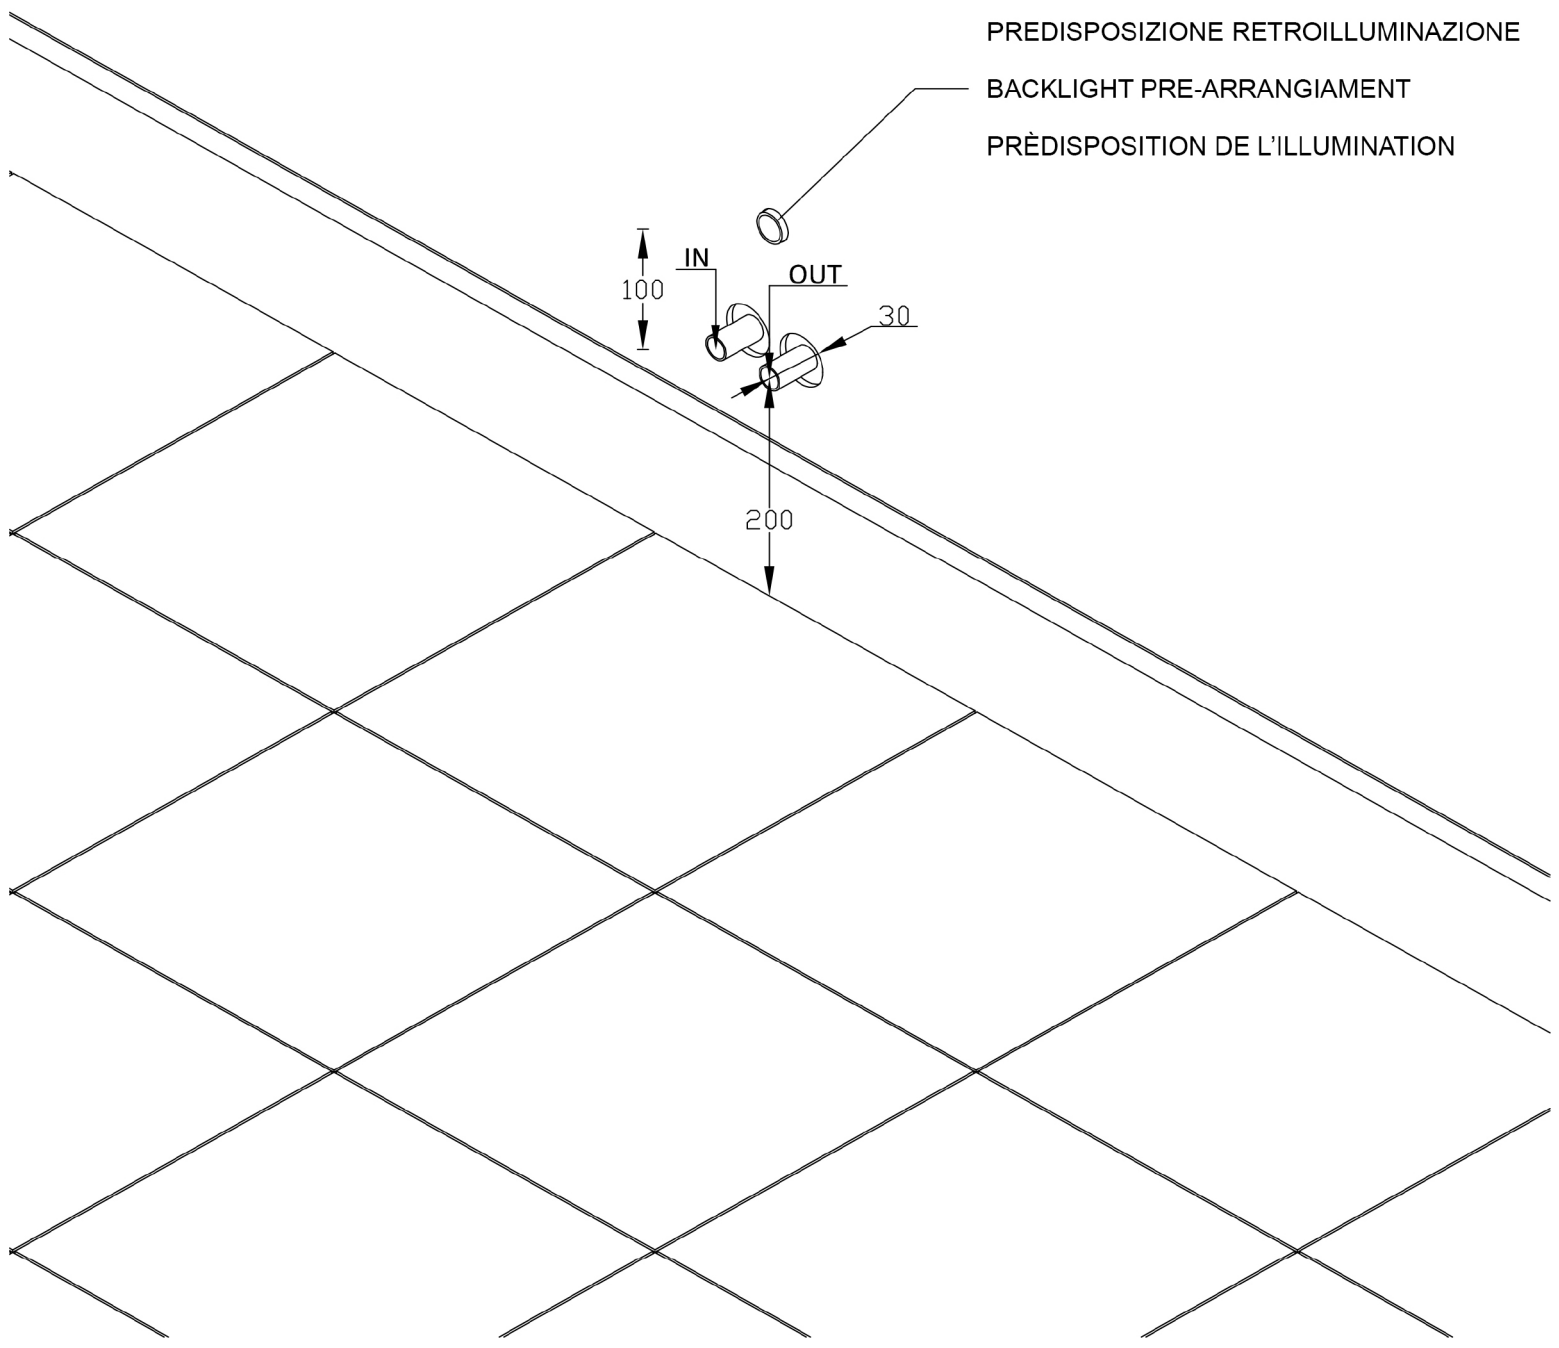 PREDISPOSIZIONE RETROILLUMINAZIONE
BACKLIGHT PRE-ARRANGIAMENT
PRÈDISPOSITION DE L'ILLUMINATION
IN
OUT
100
30
200